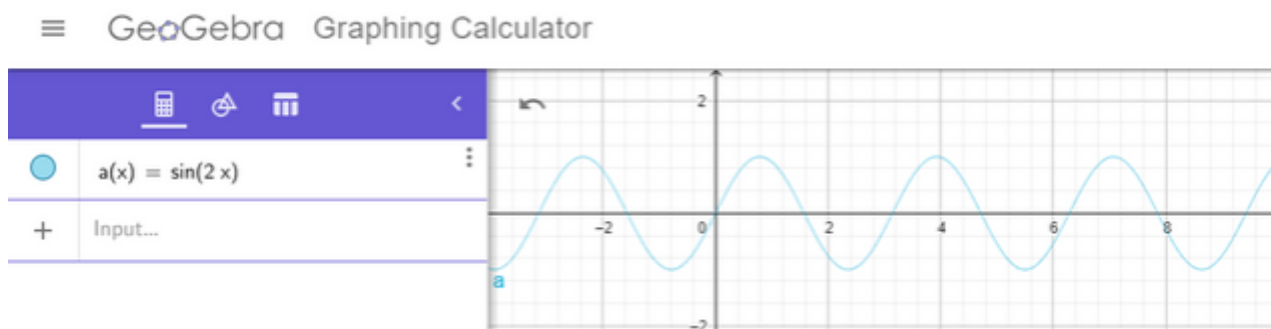 GeoGebra Graphing Calculator
a(x) = sin(2 x)
+ Input...
2
-2 0 2 4 6 8
a
-2